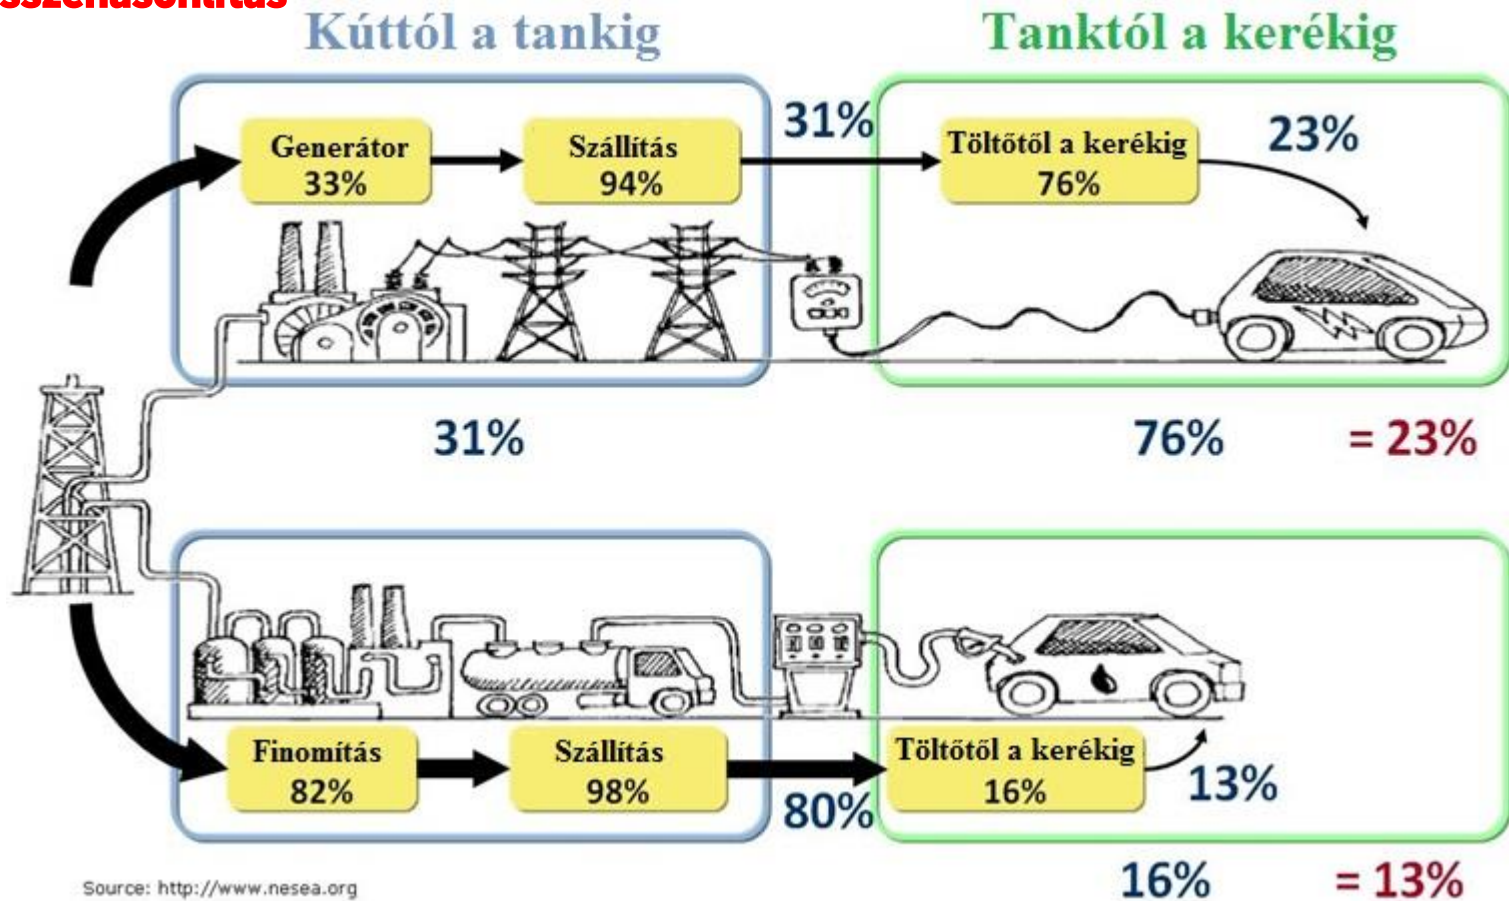 Kúttól a tankig
Tanktól a kerékig
31%
Generátor
33%
Szállítás
94%
Töltőtől a kerékig
76%
23%
31%
76%
= 23%
Finomítás
82%
Szállítás
98%
80%
Töltőtől a kerékig
16%
13%
16%
= 13%
Source: http://www.nesea.org